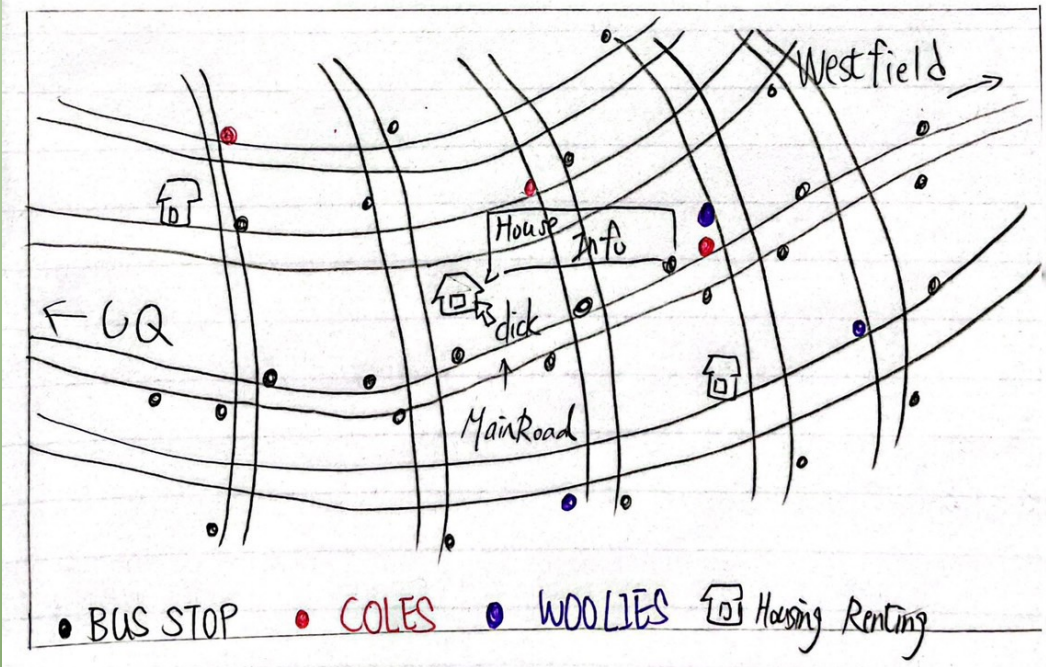 Westfield →
House
Info
← UQ
click
↑
MainRoad
BUS STOP
COLES
WOOLIES
Housing Renting